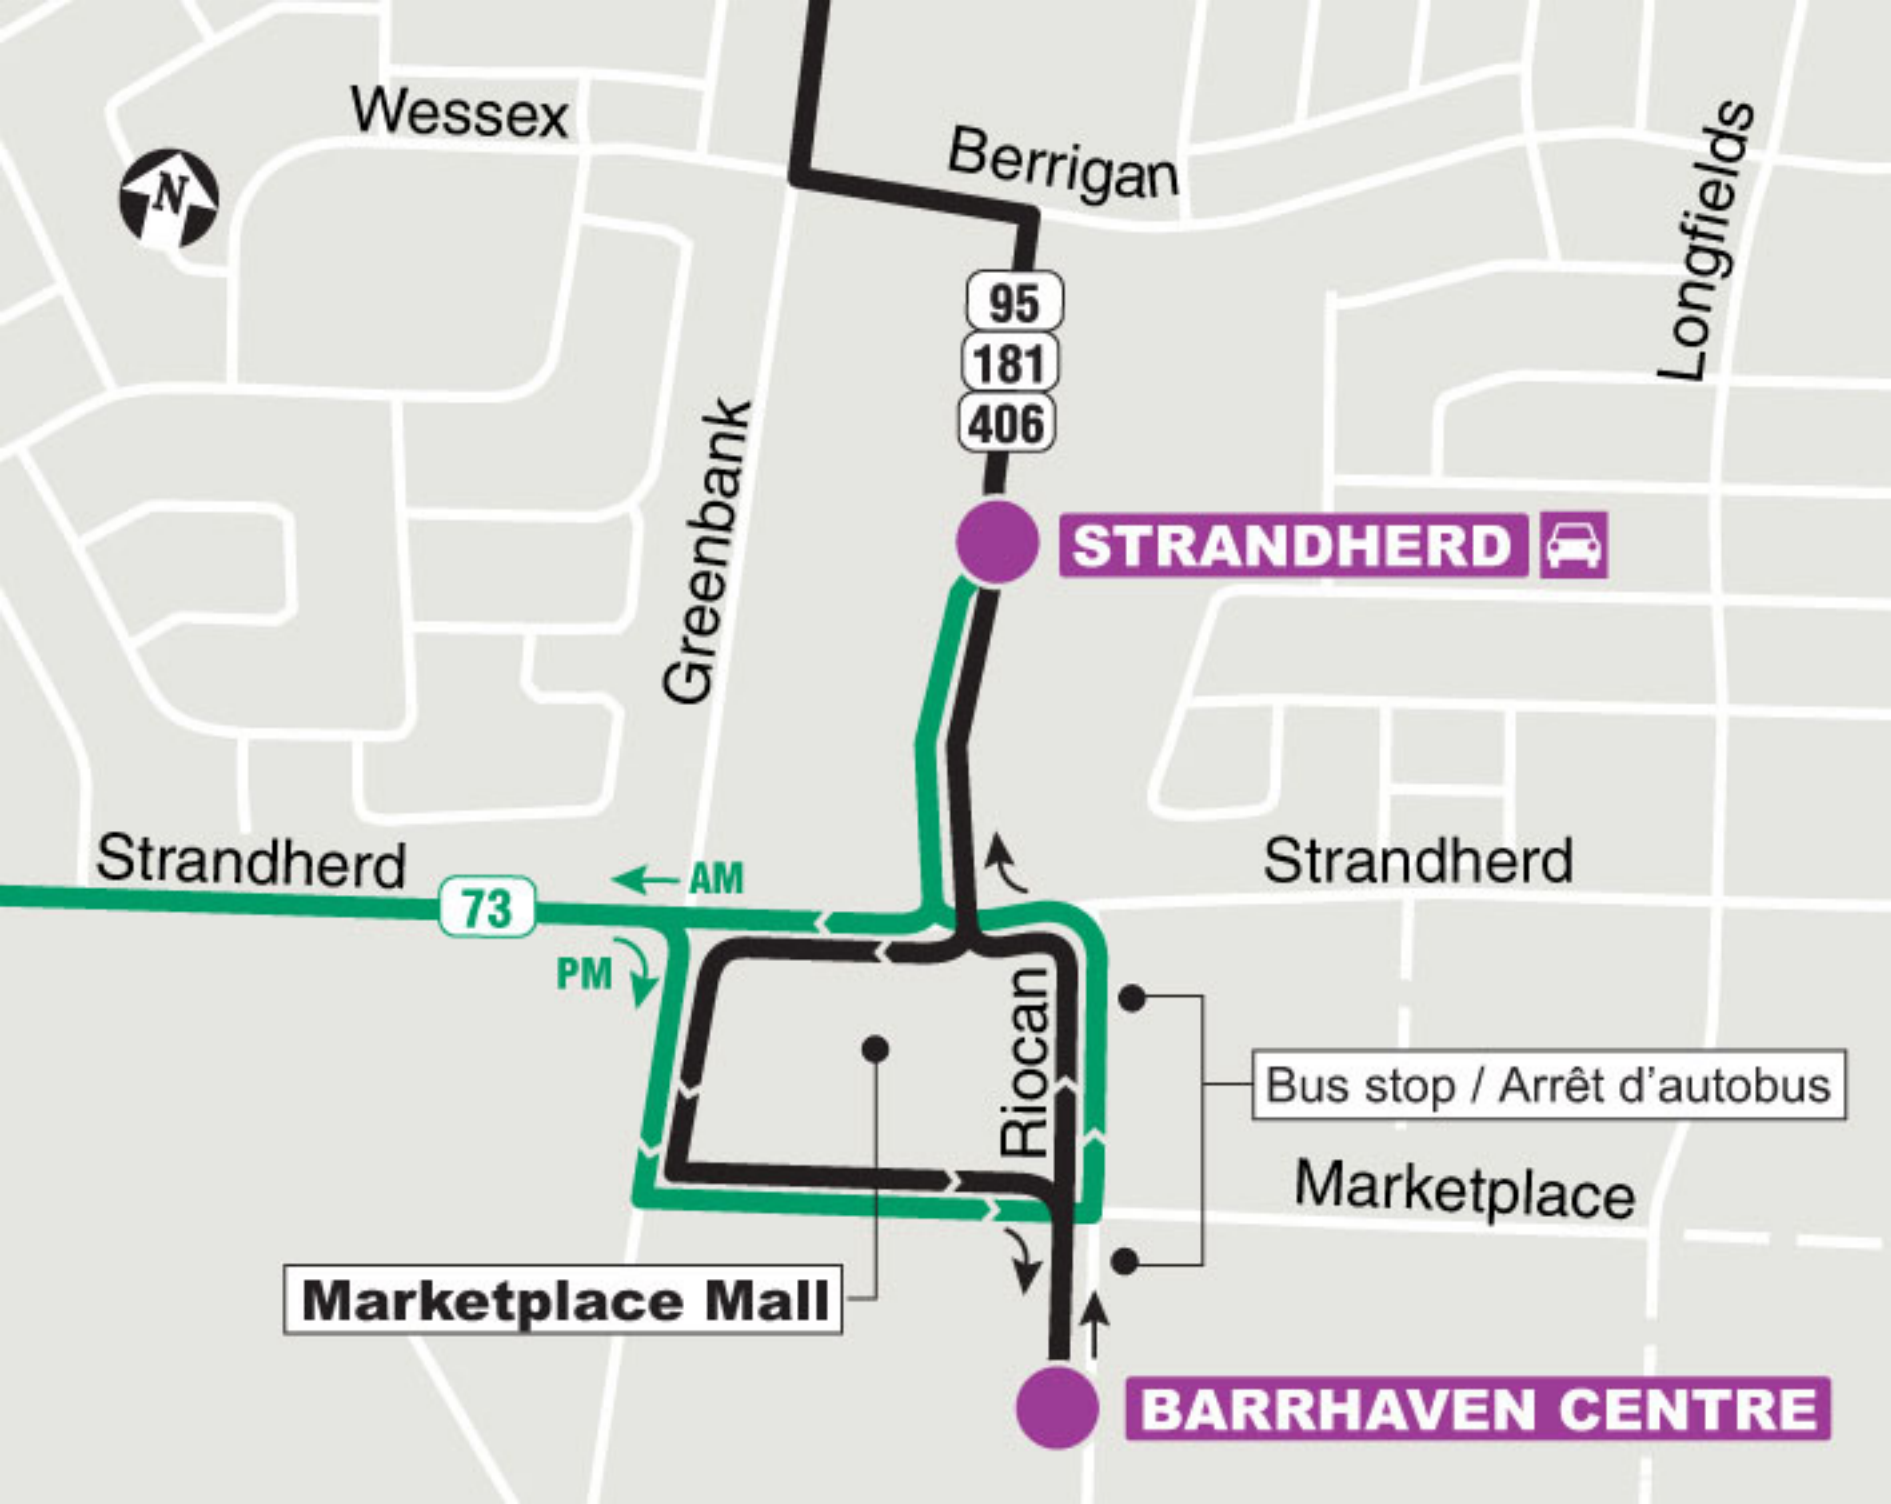 Wessex
N
Berrigan
Longfields
95
181
406
Greenbank
STRANDHERD
Strandherd
73
AM
PM
Strandherd
Riocan
Bus stop / Arrêt d'autobus
Marketplace
Marketplace Mall
BARRHAVEN CENTRE